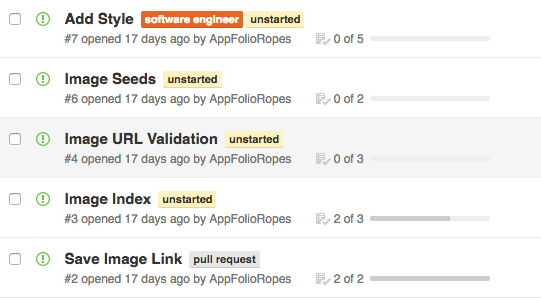 Add Style software engineer unstarted
#7 opened 17 days ago by AppFolioRopes 0 of 5
Image Seeds unstarted
#6 opened 17 days ago by AppFolioRopes 0 of 2
Image URL Validation unstarted
#4 opened 17 days ago by AppFolioRopes 0 of 3
Image Index unstarted
#3 opened 17 days ago by AppFolioRopes 2 of 3
Save Image Link pull request
#2 opened 17 days ago by AppFolioRopes 2 of 2